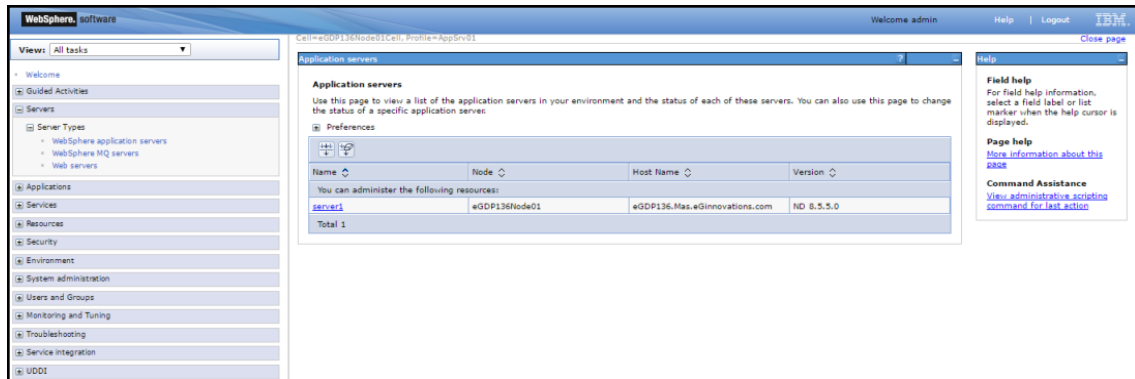 WebSphere. software
Welcome admin
Help | Logout
IBM.
View: All tasks
Cell=eGDP136Node01Cell, Profile=AppSrv01
Close page
Welcome
Guided Activities
Servers
Server Types
WebSphere application servers
WebSphere MQ servers
Web servers
Applications
Services
Resources
Security
Environment
System administration
Users and Groups
Monitoring and Tuning
Troubleshooting
Service integration
UDDI
Application servers
?
Application servers
Use this page to view a list of the application servers in your environment and the status of each of these servers. You can also use this page to change
the status of a specific application server.
Preferences
Name Node Host Name Version
You can administer the following resources:
server1 eGDP136Node01 eGDP136.Mas.eGinnovations.com ND 8.5.5.0
Total 1
Help
Field help
For field help information,
select a field label or list
marker when the help cursor is
displayed.
Page help
More information about this
page
Command Assistance
View administrative scripting
command for last action